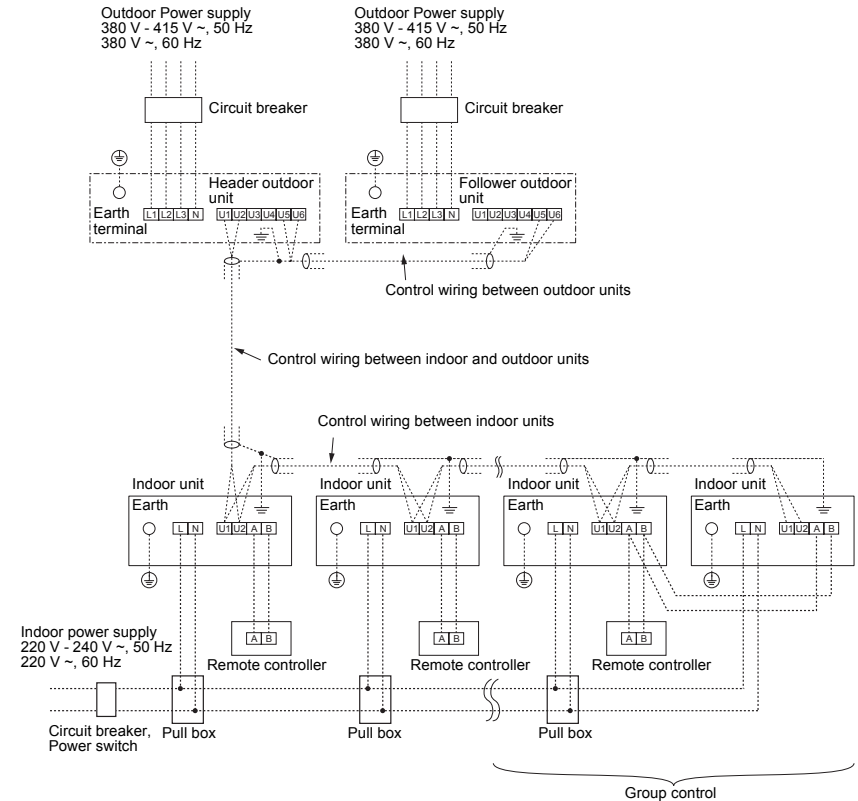 Outdoor Power supply
380 V - 415 V ~, 50 Hz
380 V ~, 60 Hz
Outdoor Power supply
380 V - 415 V ~, 50 Hz
380 V ~, 60 Hz
Circuit breaker
Circuit breaker
Header outdoor
unit
Earth
terminal
L1 L2 L3 N
U1 U2 U3 U4 U5 U6
Follower outdoor
unit
Earth
terminal
L1 L2 L3 N
U1 U2 U3 U4 U5 U6
Control wiring between outdoor units
Control wiring between indoor and outdoor units
Control wiring between indoor units
Indoor unit
Earth
L N
U1 U2 A B
Indoor unit
Earth
L N
U1 U2 A B
Indoor unit
Earth
L N
U1 U2 A B
Indoor unit
Earth
L N
U1 U2 A B
A B
Remote controller
A B
Remote controller
A B
Remote controller
Indoor power supply
220 V - 240 V ~, 50 Hz
220 V ~, 60 Hz
Circuit breaker,
Power switch
Pull box
Pull box
Pull box
Group control